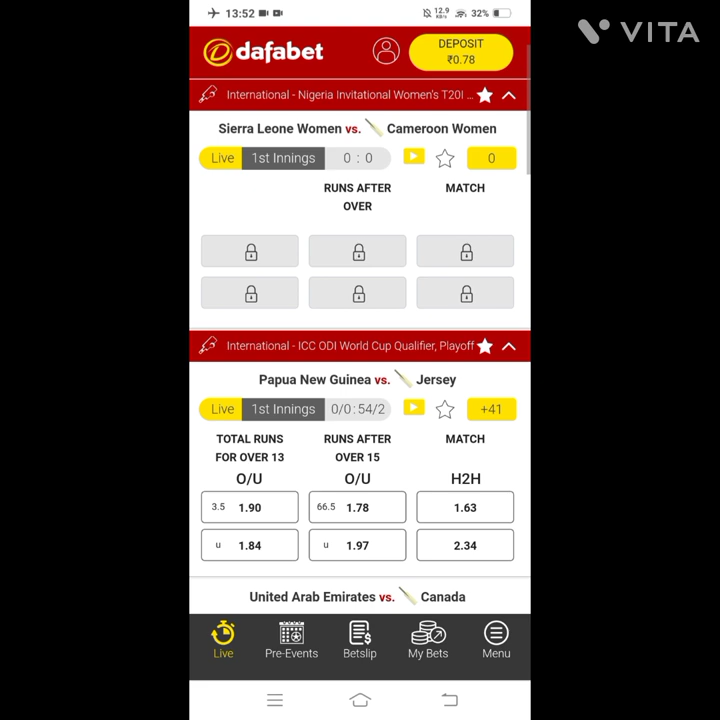 VITA
13:52
12.9
KB/s
32%
dafabet
DEPOSIT
₹0.78
International - Nigeria Invitational Women's T20I ...
Sierra Leone Women vs. Cameroon Women
Live 1st Innings 0 : 0 0
RUNS AFTER
OVER
MATCH
International - ICC ODI World Cup Qualifier, Playoff
Papua New Guinea vs. Jersey
Live 1st Innings 0/0 : 54/2 +41
TOTAL RUNS
FOR OVER 13
RUNS AFTER
OVER 15
MATCH
O/U O/U H2H
3.5 1.90 66.5 1.78 1.63
u 1.84 u 1.97 2.34
United Arab Emirates vs. Canada
Live Pre-Events Betslip My Bets Menu